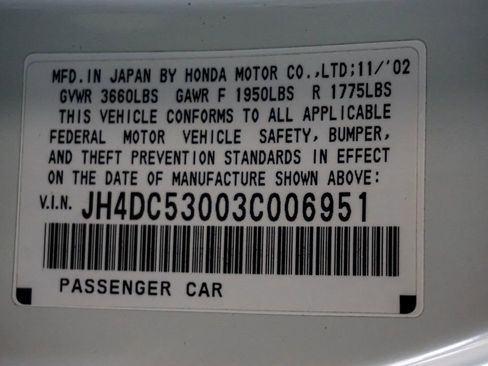 MFD.IN JAPAN BY HONDA MOTOR CO.,LTD;11/'02
GVWR 3660LBS GAWR F 1950LBS R 1775LBS
THIS VEHICLE CONFORMS TO ALL APPLICABLE
FEDERAL MOTOR VEHICLE SAFETY, BUMPER,
AND THEFT PREVENTION STANDARDS IN EFFECT
ON THE DATE OF MANUFACTURE SHOWN ABOVE:
V.I.N. JH4DC53003C006951
PASSENGER CAR